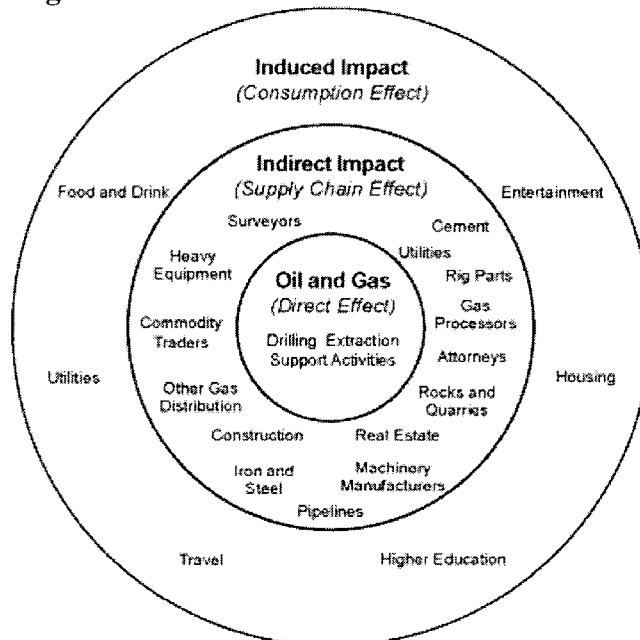 Induced Impact
(Consumption Effect)
Indirect Impact
(Supply Chain Effect)
Food and Drink
Entertainment
Surveyors
Cement
Utilities
Heavy
Equipment
Rig Parts
Oil and Gas
(Direct Effect)
Drilling Extraction
Support Activities
Gas
Processors
Commodity
Traders
Attorneys
Utilities
Housing
Other Gas
Distribution
Rocks and
Quarries
Construction
Real Estate
Iron and
Steel
Machinery
Manufacturers
Pipelines
Travel
Higher Education